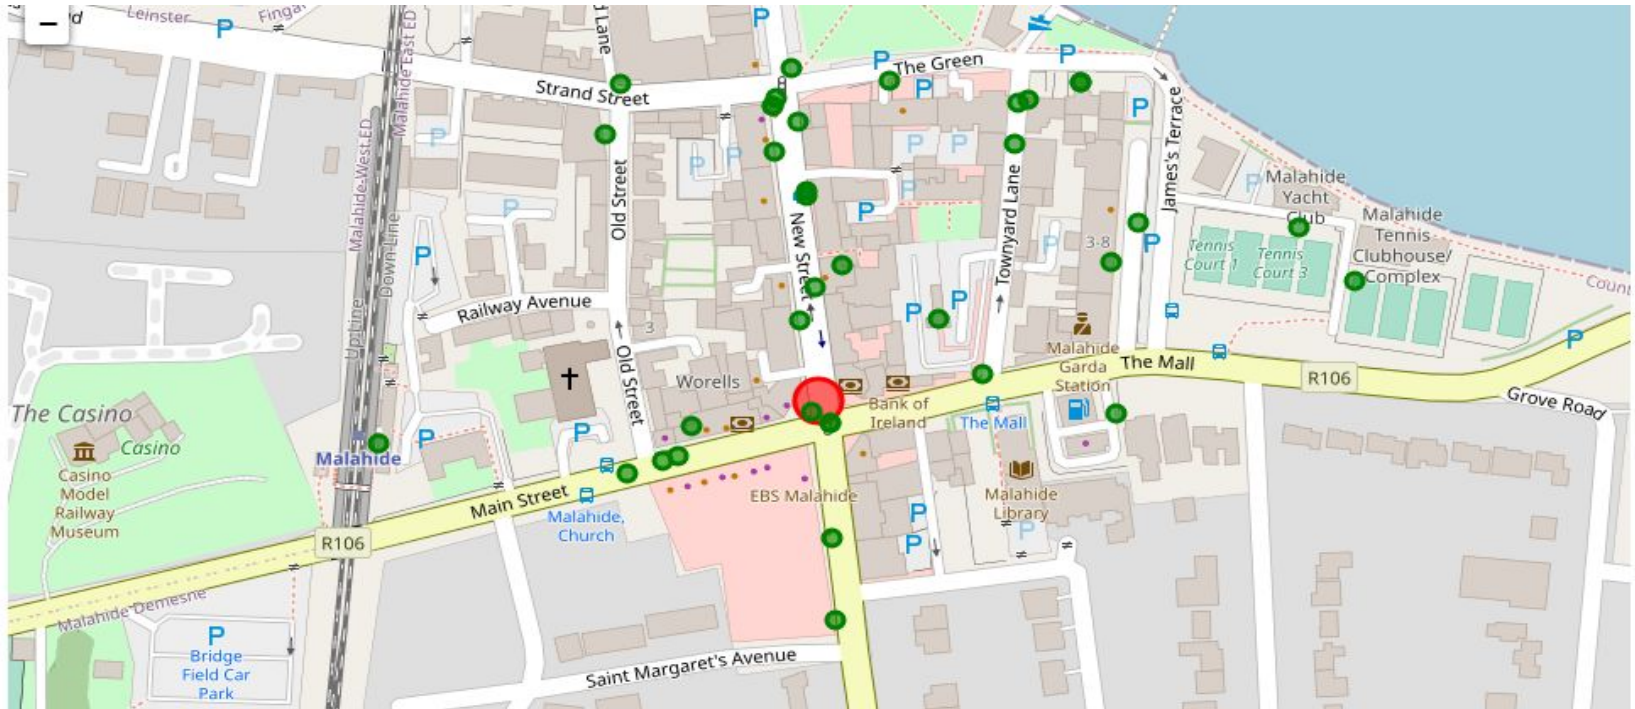 −
Leinster
Malahide East ED
Strand Street
The Green
James's Terrace
Malahide West ED
Old Street
Townyard Lane
New Street
Malahide
Yacht
Club
Malahide
Tennis
Clubhouse/
Complex
Tennis
Court 1
Tennis
Court 3
3-8
Down Line
Up Line
Railway Avenue
3
Old Street
Worells
Malahide
Garda
Station
The Mall
R106
Grove Road
Bank of
Ireland
The Mall
The Casino
Casino
Casino
Model
Railway
Museum
Malahide
R106
Main Street
Malahide,
Church
EBS Malahide
Malahide
Library
Malahide Demesne
P
Bridge
Field Car
Park
Saint Margaret's Avenue